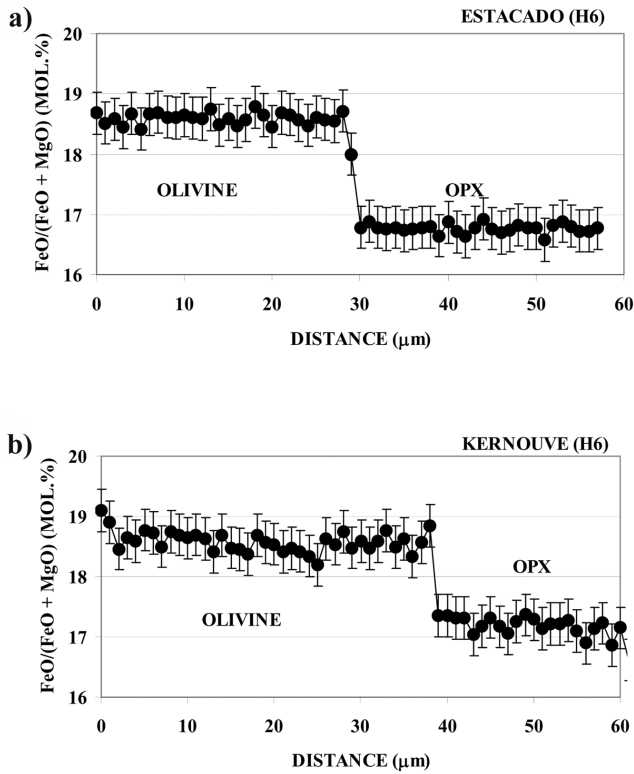 a)
ESTACADO (H6)
FeO/(FeO + MgO) (MOL.%)
20
19
18
17
16
OLIVINE
OPX
0 10 20 30 40 50 60
DISTANCE (μm)
b)
KERNOUVE (H6)
FeO/(FeO + MgO) (MOL.%)
20
19
18
17
16
OPX
OLIVINE
0 10 20 30 40 50 60
DISTANCE (μm)